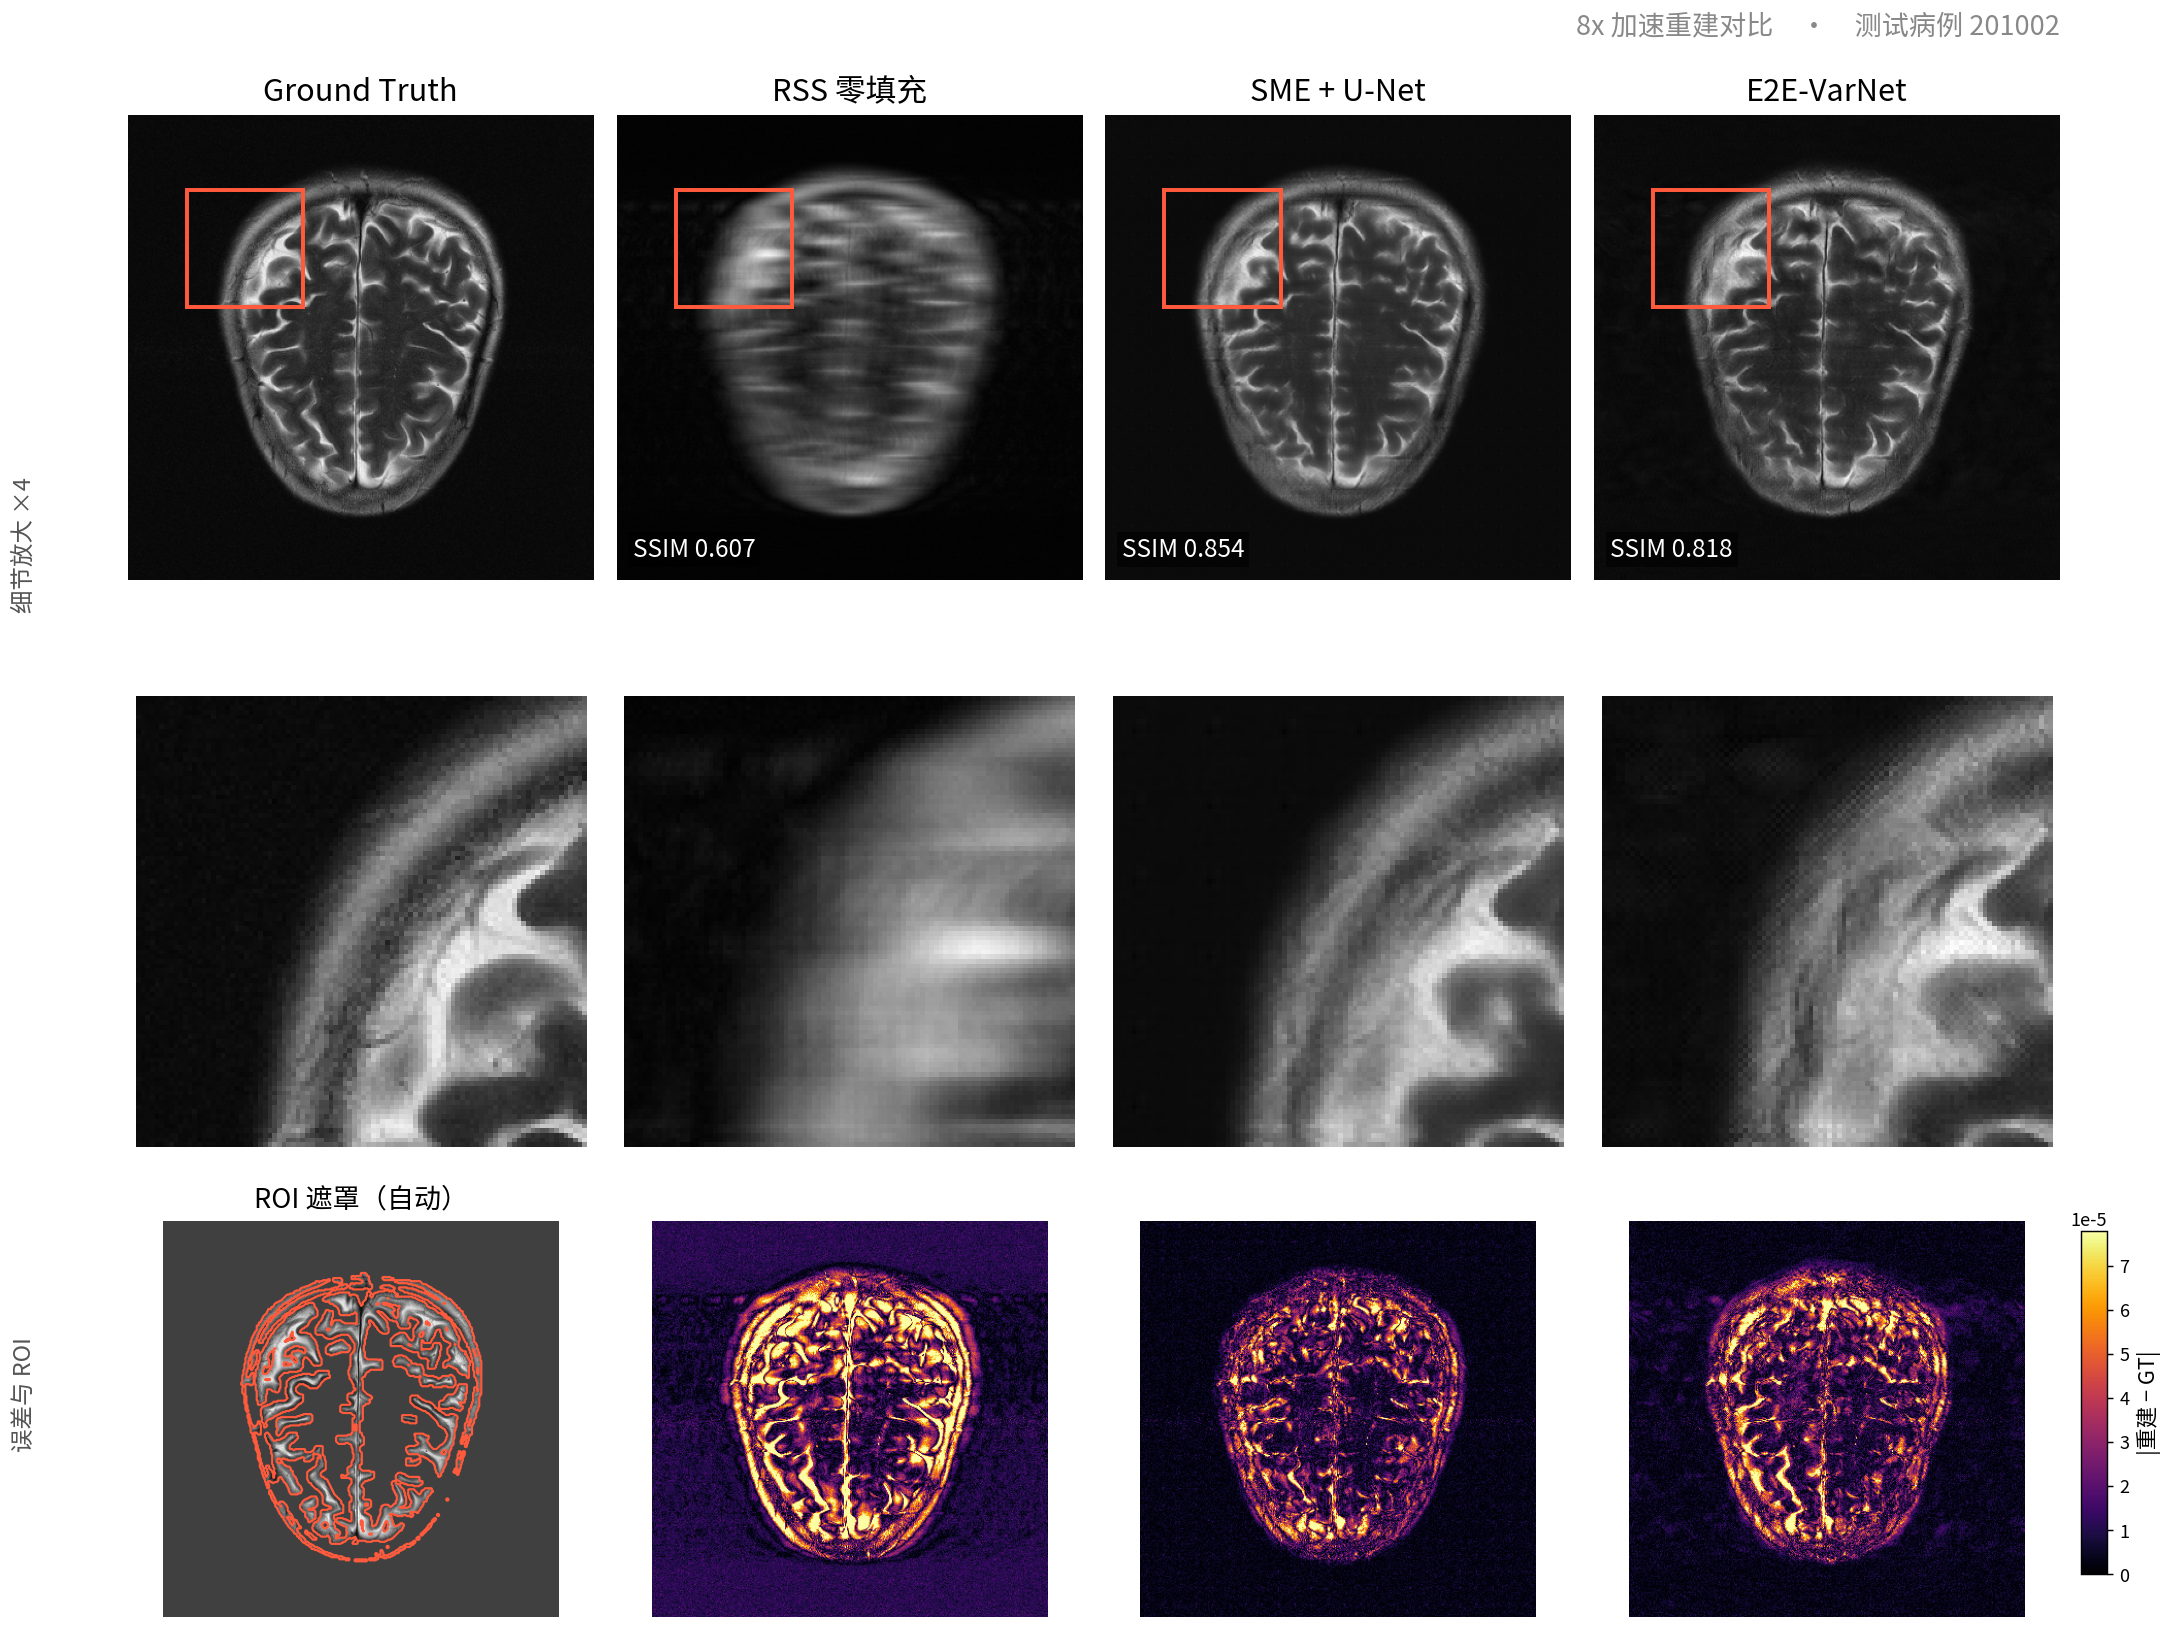 8x 加速重建对比 · 测试病例 201002
Ground Truth
RSS 零填充
SME + U-Net
E2E-VarNet
SSIM 0.607
SSIM 0.854
SSIM 0.818
细节放大 ×4
ROI 遮罩（自动）
误差与 ROI
1e-5
7
6
5
4
3
2
1
0
|重建 − GT|